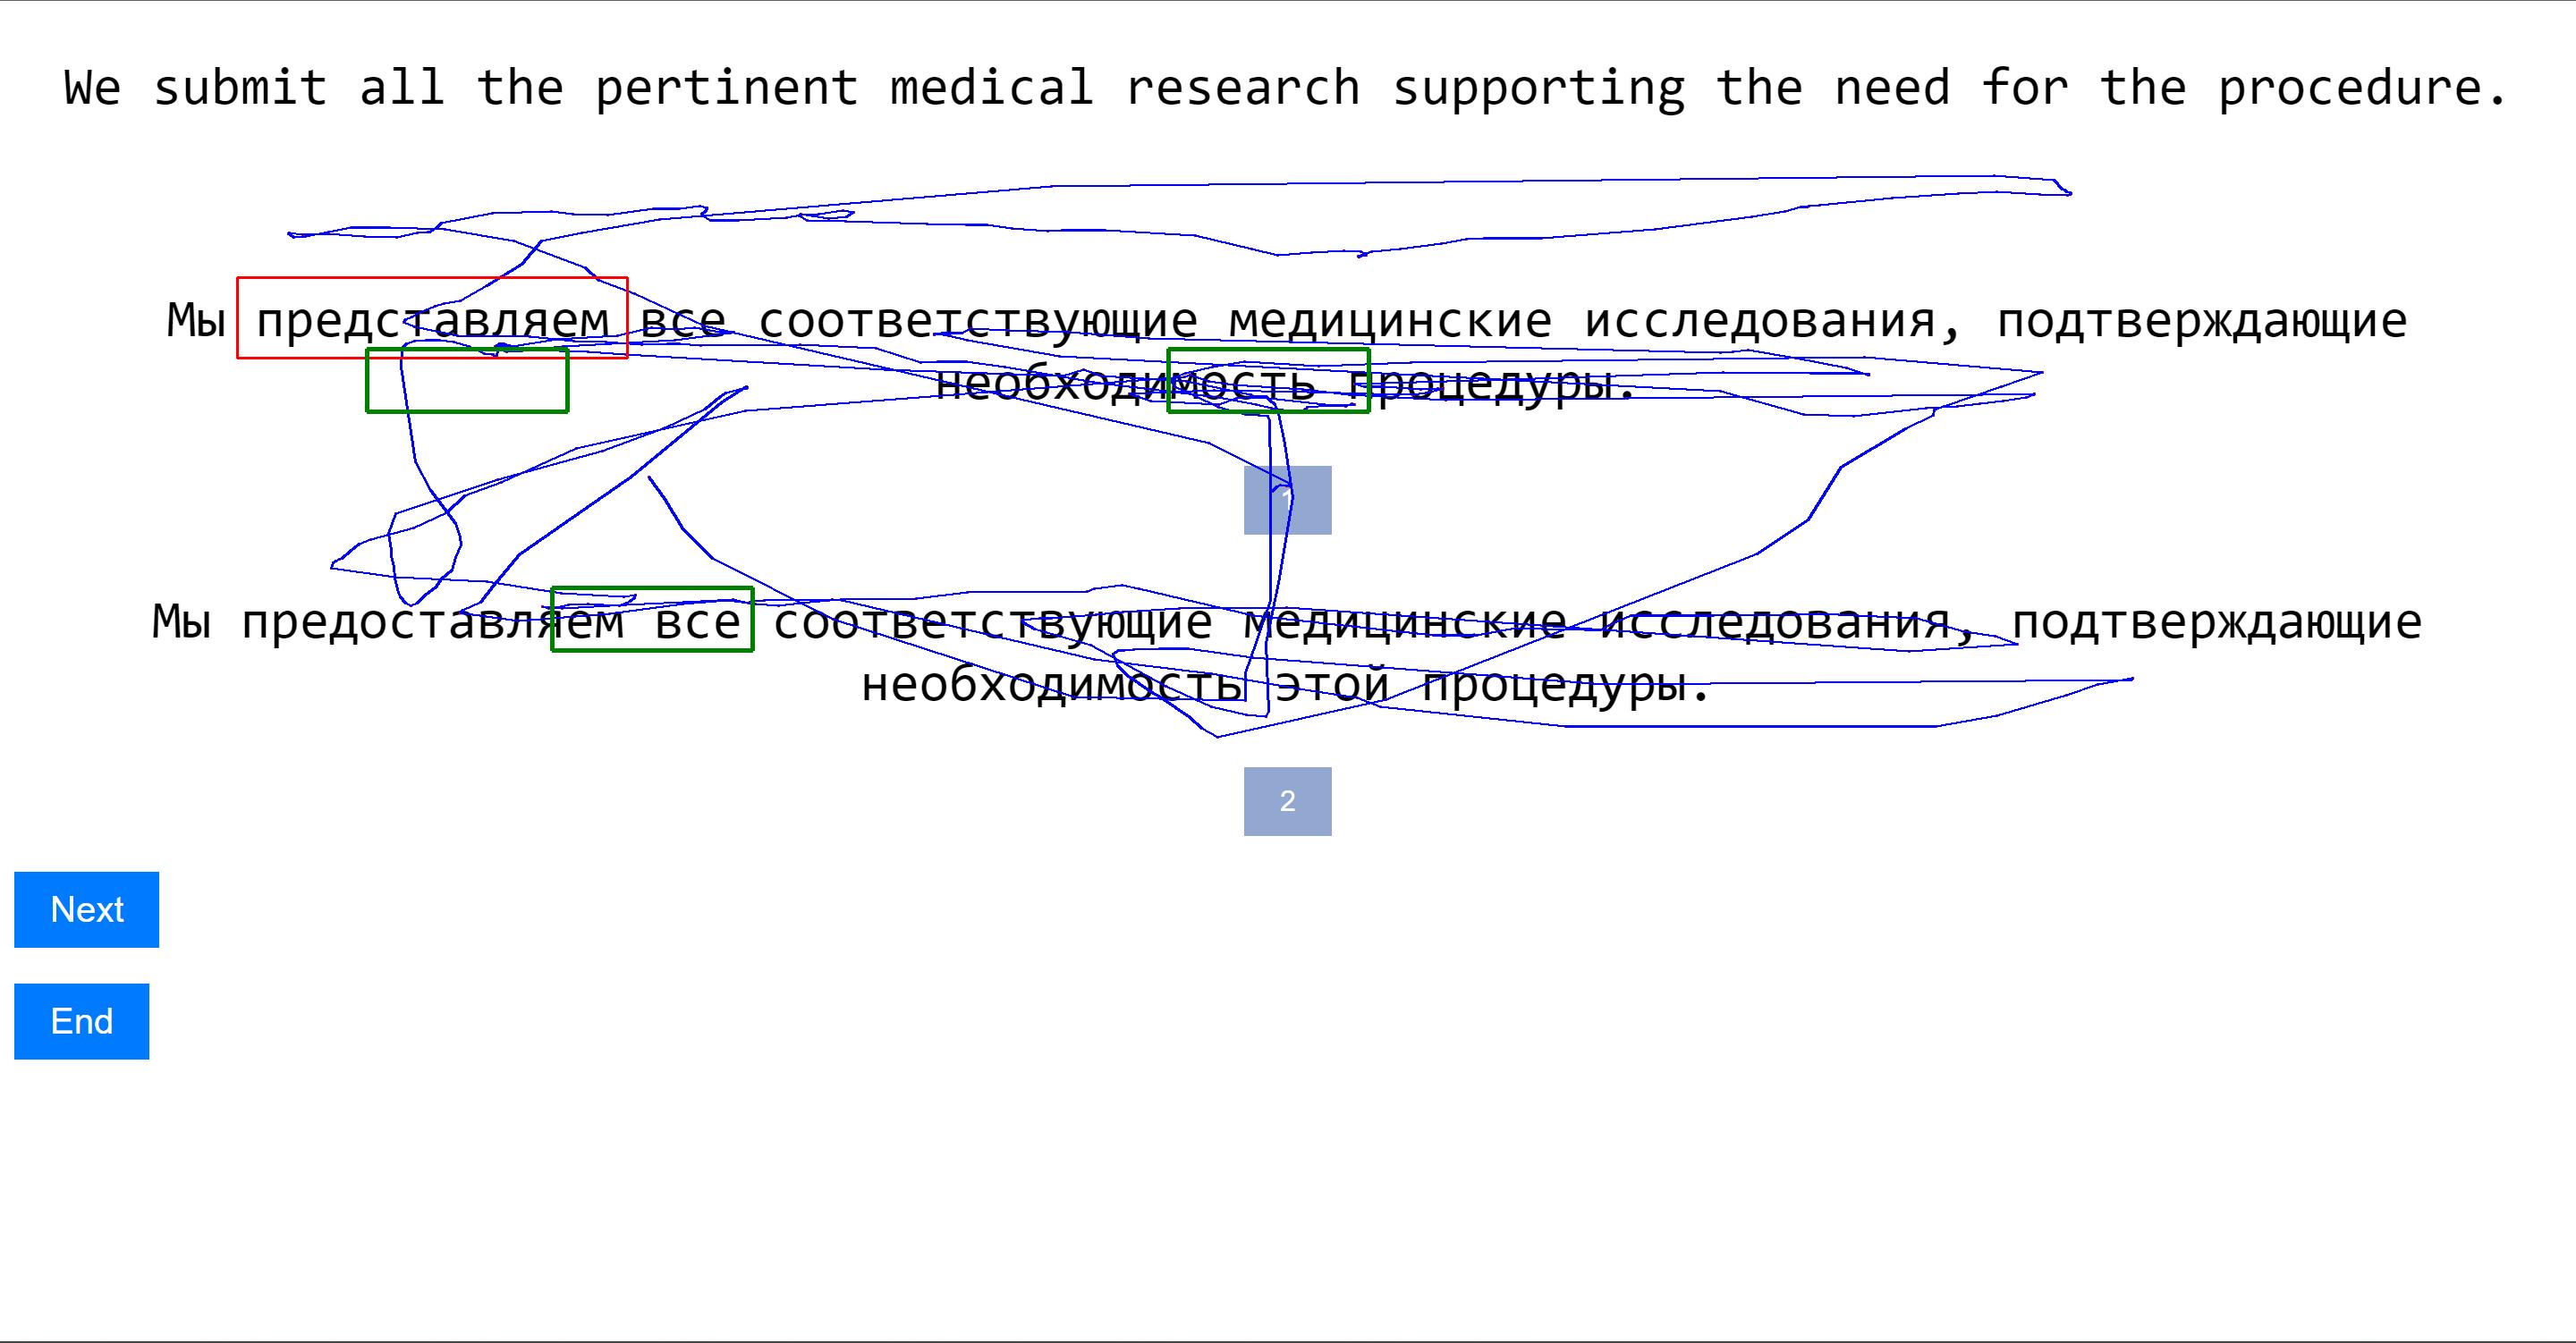 We submit all the pertinent medical research supporting the need for the procedure.
Мы представляем все соответствующие медицинские исследования, подтверждающие
необходимость процедуры.
1
Мы предоставляем все соответствующие медицинские исследования, подтверждающие
необходимость этой процедуры.
2
Next
End